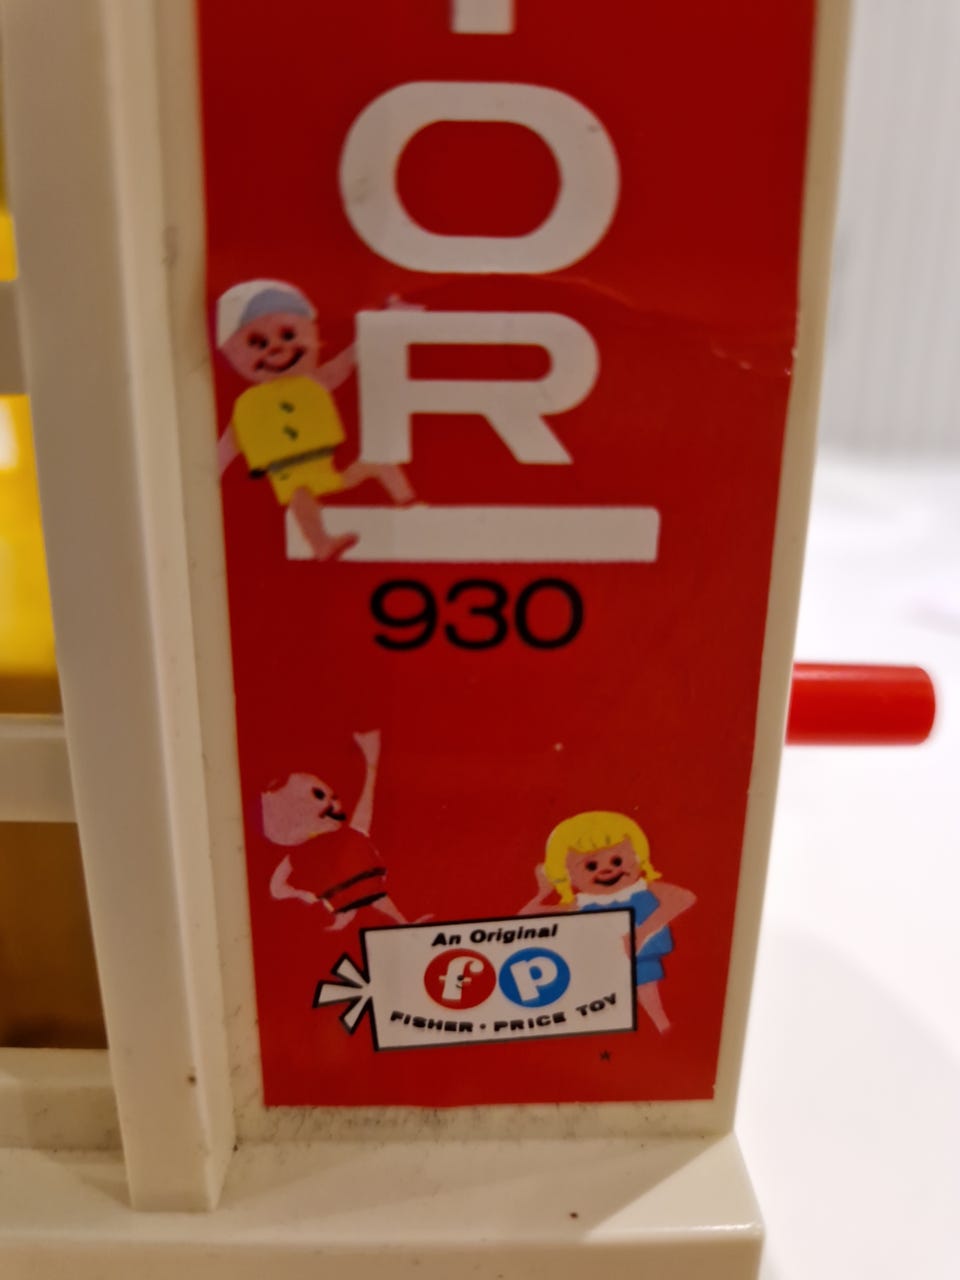 O
R
930
An Original
fp
FISHER·PRICE TOY